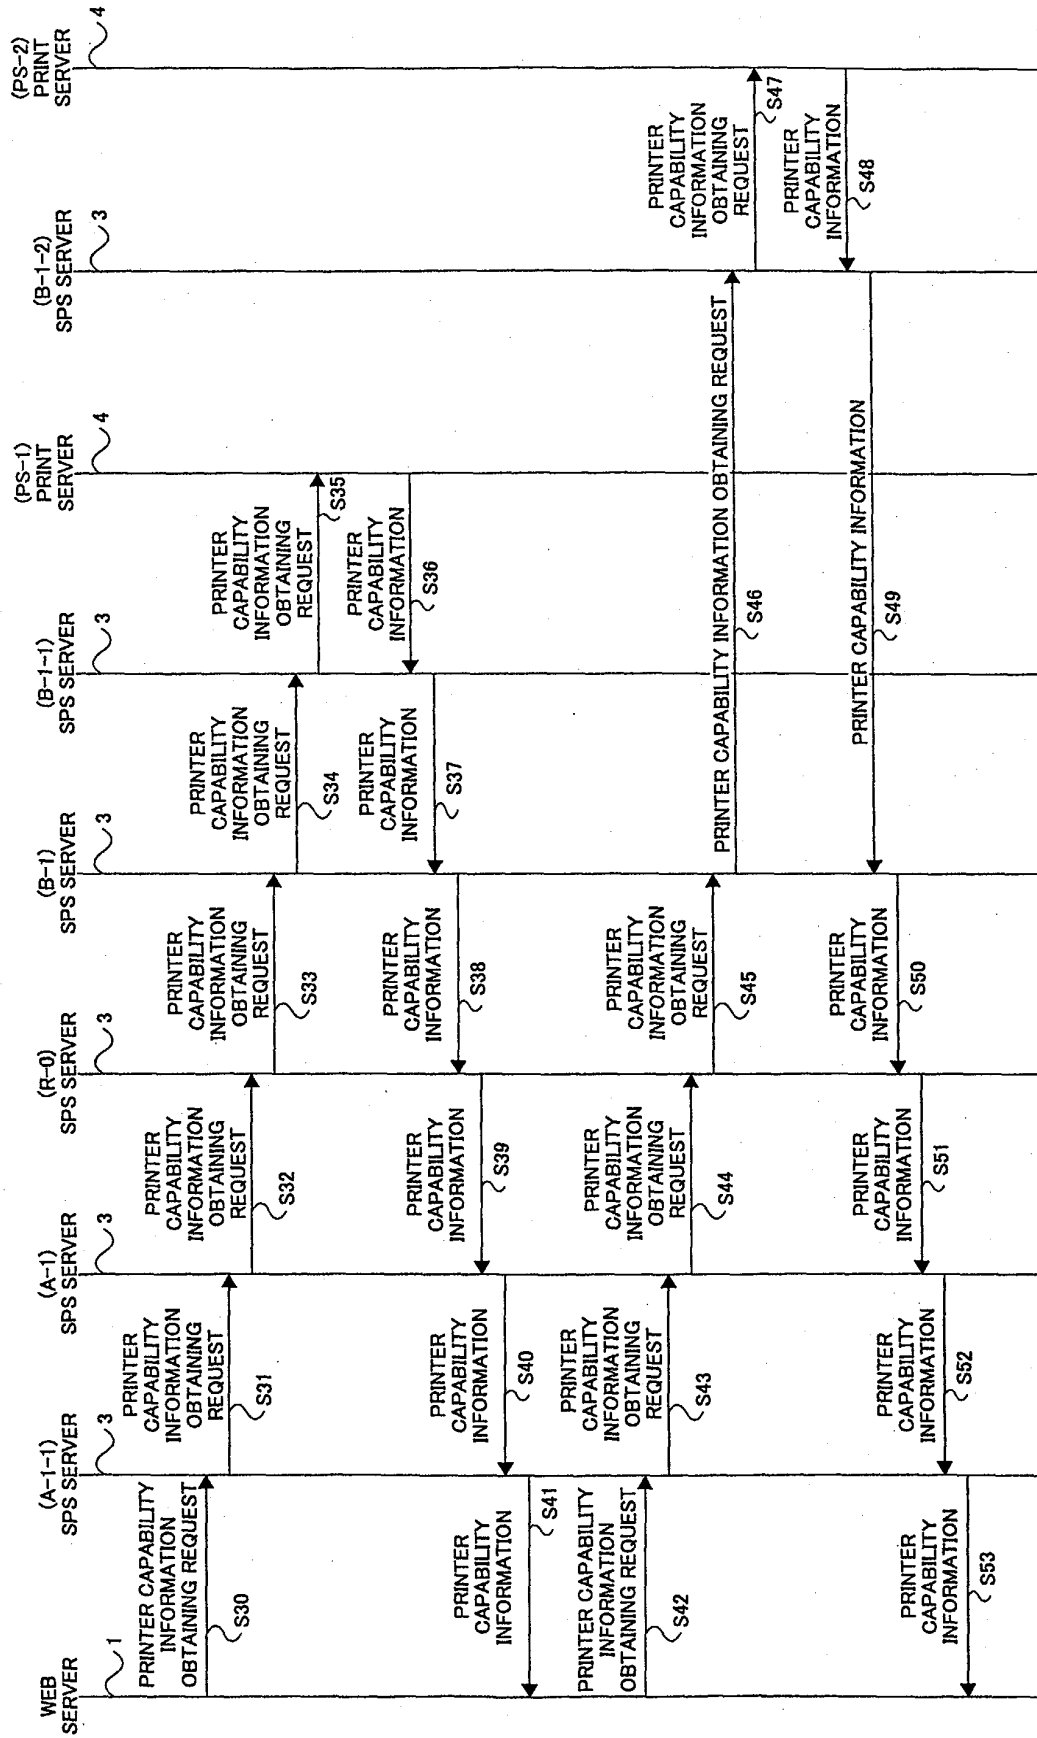 WEB
SERVER
1
(A-1-1)
SPS SERVER
3
(A-1)
SPS SERVER
3
(R-0)
SPS SERVER
3
(B-1)
SPS SERVER
3
(B-1-1)
SPS SERVER
3
(PS-1)
PRINT
SERVER
4
(B-1-2)
SPS SERVER
3
(PS-2)
PRINT
SERVER
4
PRINTER CAPABILITY
INFORMATION
OBTAINING REQUEST
S30
PRINTER
CAPABILITY
INFORMATION
OBTAINING
REQUEST
S31
PRINTER
CAPABILITY
INFORMATION
OBTAINING
REQUEST
S32
PRINTER
CAPABILITY
INFORMATION
OBTAINING
REQUEST
S33
PRINTER
CAPABILITY
INFORMATION
OBTAINING
REQUEST
S34
PRINTER
CAPABILITY
INFORMATION
OBTAINING
REQUEST
S35
PRINTER
CAPABILITY
INFORMATION
S36
PRINTER
CAPABILITY
INFORMATION
S37
PRINTER
CAPABILITY
INFORMATION
S38
PRINTER
CAPABILITY
INFORMATION
S39
PRINTER
CAPABILITY
INFORMATION
S40
PRINTER
CAPABILITY
INFORMATION
S41
PRINTER CAPABILITY
INFORMATION
OBTAINING REQUEST
S42
PRINTER
CAPABILITY
INFORMATION
OBTAINING
REQUEST
S43
PRINTER
CAPABILITY
INFORMATION
OBTAINING
REQUEST
S44
PRINTER
CAPABILITY
INFORMATION
OBTAINING
REQUEST
S45
PRINTER CAPABILITY INFORMATION OBTAINING REQUEST
S46
PRINTER
CAPABILITY
INFORMATION
OBTAINING
REQUEST
S47
PRINTER
CAPABILITY
INFORMATION
S48
PRINTER CAPABILITY INFORMATION
S49
PRINTER
CAPABILITY
INFORMATION
S50
PRINTER
CAPABILITY
INFORMATION
S51
PRINTER
CAPABILITY
INFORMATION
S52
PRINTER
CAPABILITY
INFORMATION
S53